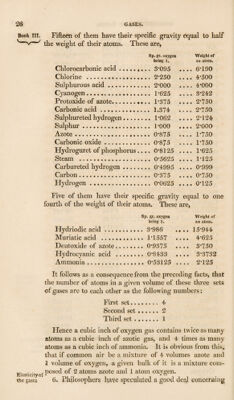 26 GASES.
Book III. Fifteen of them have their specific gravity equal to half
the weight of their atoms. These are,
Sp. gr. oxygen being 1. Weight of an atom.
Chlorocarbonic acid
Chlorine ........ 2·250 .... 4·500
Sulphurous acid ........ 2·000 .... 4·000
Cyanogen ........ 1·625 .... 3·242
Protoxide of azote ........ 1·375 .... 2·750
Carbonic acid ........ 1.374 .... 2·750
Sulphureted hydrogen ........ 1·062 .... 2·124
Sulphur ........ 1·000 .... 2·000
Azote ........ 0·875 .... 1·750
Carbonic oxide ........ 0·875 .... 1·750
Hydroguret of phosphorus ........ 0·8125 .... 1·625
Steam ........ 0·5625 .... 1·125
Carbureted hydrogen ........ 0·4995 .... 0·999
Carbon ........ 0·375 .... 0·750
Hydrogen ........ 0·0625 .... 0·125
Five of them have their specific gravity equal to one
fourth of the weight of their atoms. These are,
Sp. gr. oxygen being 1. Weight of an atom.
Hydriodic acid ........ 3·986 .... 15·944
Muriatic acid ........ 1·1557 .... 4·625
Deutoxide of azote ........ 0·9375 .... 3·750
Hydrocyanic acid ........ 0·8433 .... 3·3732
Ammonia ........ 0·53125 .... 2·125
It follows as a consequence from the preceding facts, that
the number of atoms in a given volume of these three sets
of gases are to each other as the following numbers:
First set ........ 4
Second set ...... 2
Third set ...... 1
Hence a cubic inch of oxygen gas contains twice as many
atoms as a cubic inch of azotic gas, and 4 times as many
atoms as a cubic inch of ammonia. It is obvious from this,
that if common air be a mixture of 4 volumes azote and
1 volume of oxygen, a given bulk of it is a mixture com-
posed of 2 atoms azote and 1 atom oxygen.
Elasticity of the gases 6. Philosophers have speculated a good deal concerning